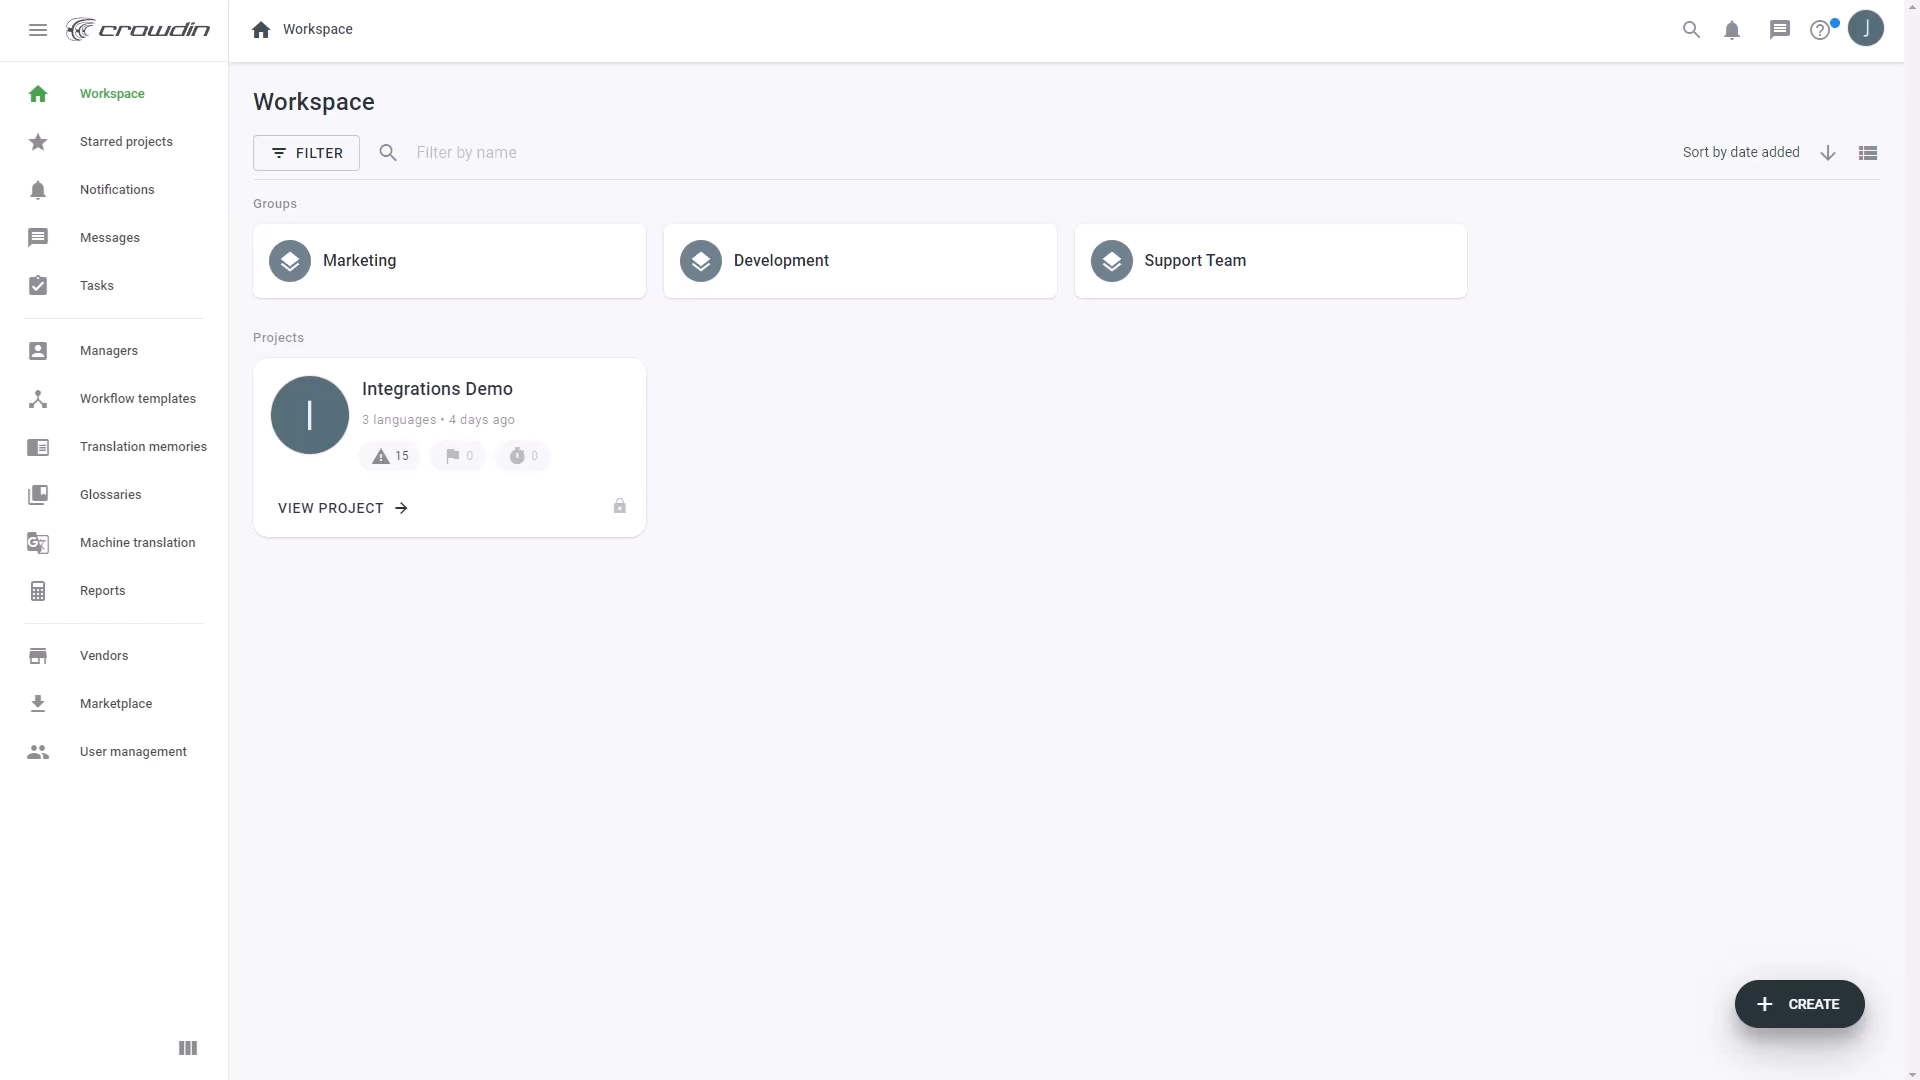 crowdin
Workspace
J
Workspace
Starred projects
Notifications
Messages
Tasks
Managers
Workflow templates
Translation memories
Glossaries
Machine translation
Reports
Vendors
Marketplace
User management
Workspace
FILTER
Filter by name
Sort by date added
Groups
Marketing
Development
Support Team
Projects
I
Integrations Demo
3 languages • 4 days ago
15 0 0
VIEW PROJECT
CREATE